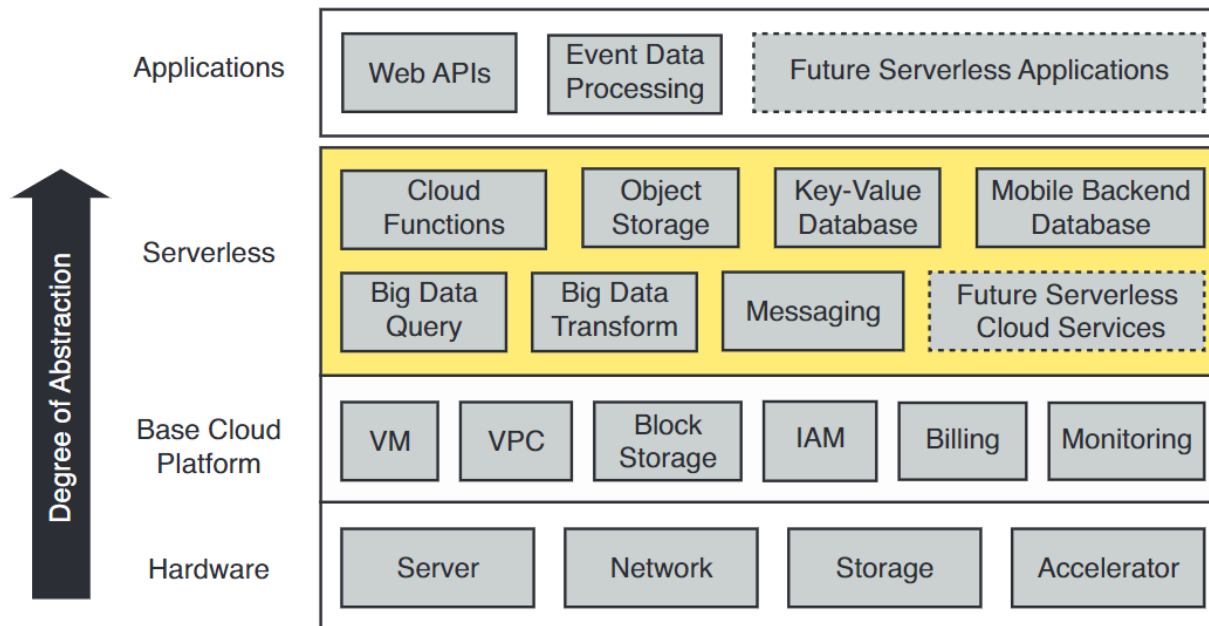 Applications
Web APIs
Event Data
Processing
Future Serverless Applications
Degree of Abstraction
Serverless
Cloud
Functions
Object
Storage
Key-Value
Database
Mobile Backend
Database
Big Data
Query
Big Data
Transform
Messaging
Future Serverless
Cloud Services
Base Cloud
Platform
VM
VPC
Block
Storage
IAM
Billing
Monitoring
Hardware
Server
Network
Storage
Accelerator